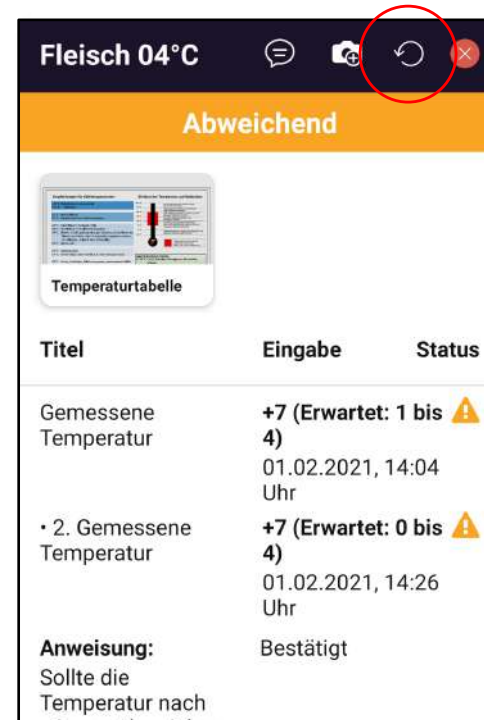 Fleisch 04°C
Abweichend
Temperaturtabelle
Titel Eingabe Status
Gemessene Temperatur
+7 (Erwartet: 1 bis 4)
01.02.2021, 14:04 Uhr
• 2. Gemessene Temperatur
+7 (Erwartet: 0 bis 4)
01.02.2021, 14:26 Uhr
Anweisung:
Sollte die
Temperatur nach
Bestätigt